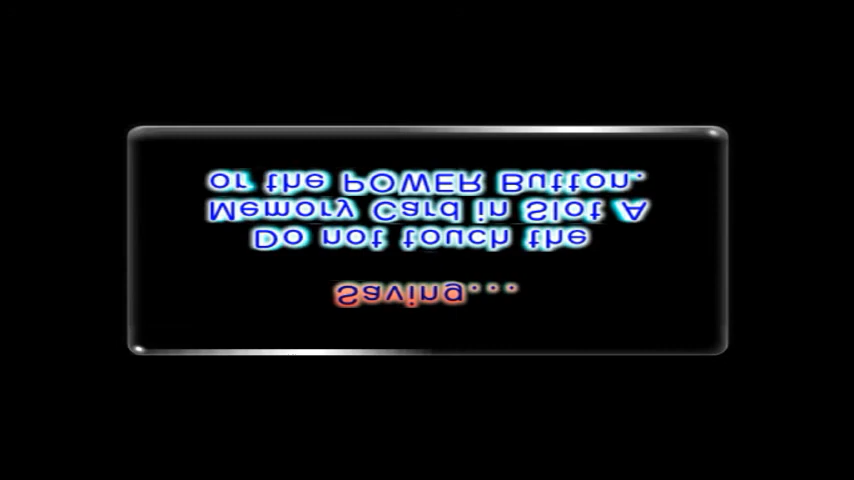 Saving...
Do not touch the
Memory Card in Slot A
or the POWER Button.